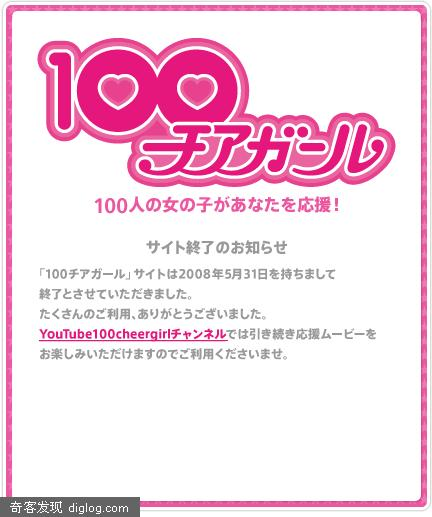 100
チアガール
100人の女の子があなたを応援！
サイト終了のお知らせ
「100チアガール」サイトは2008年5月31日を持ちまして
終了とさせていただきました。
たくさんのご利用、ありがとうございました。
YouTube100cheergirlチャンネルでは引き続き応援ムービーを
お楽しみいただけますのでご利用くださいませ。
奇客发现 diglog.com